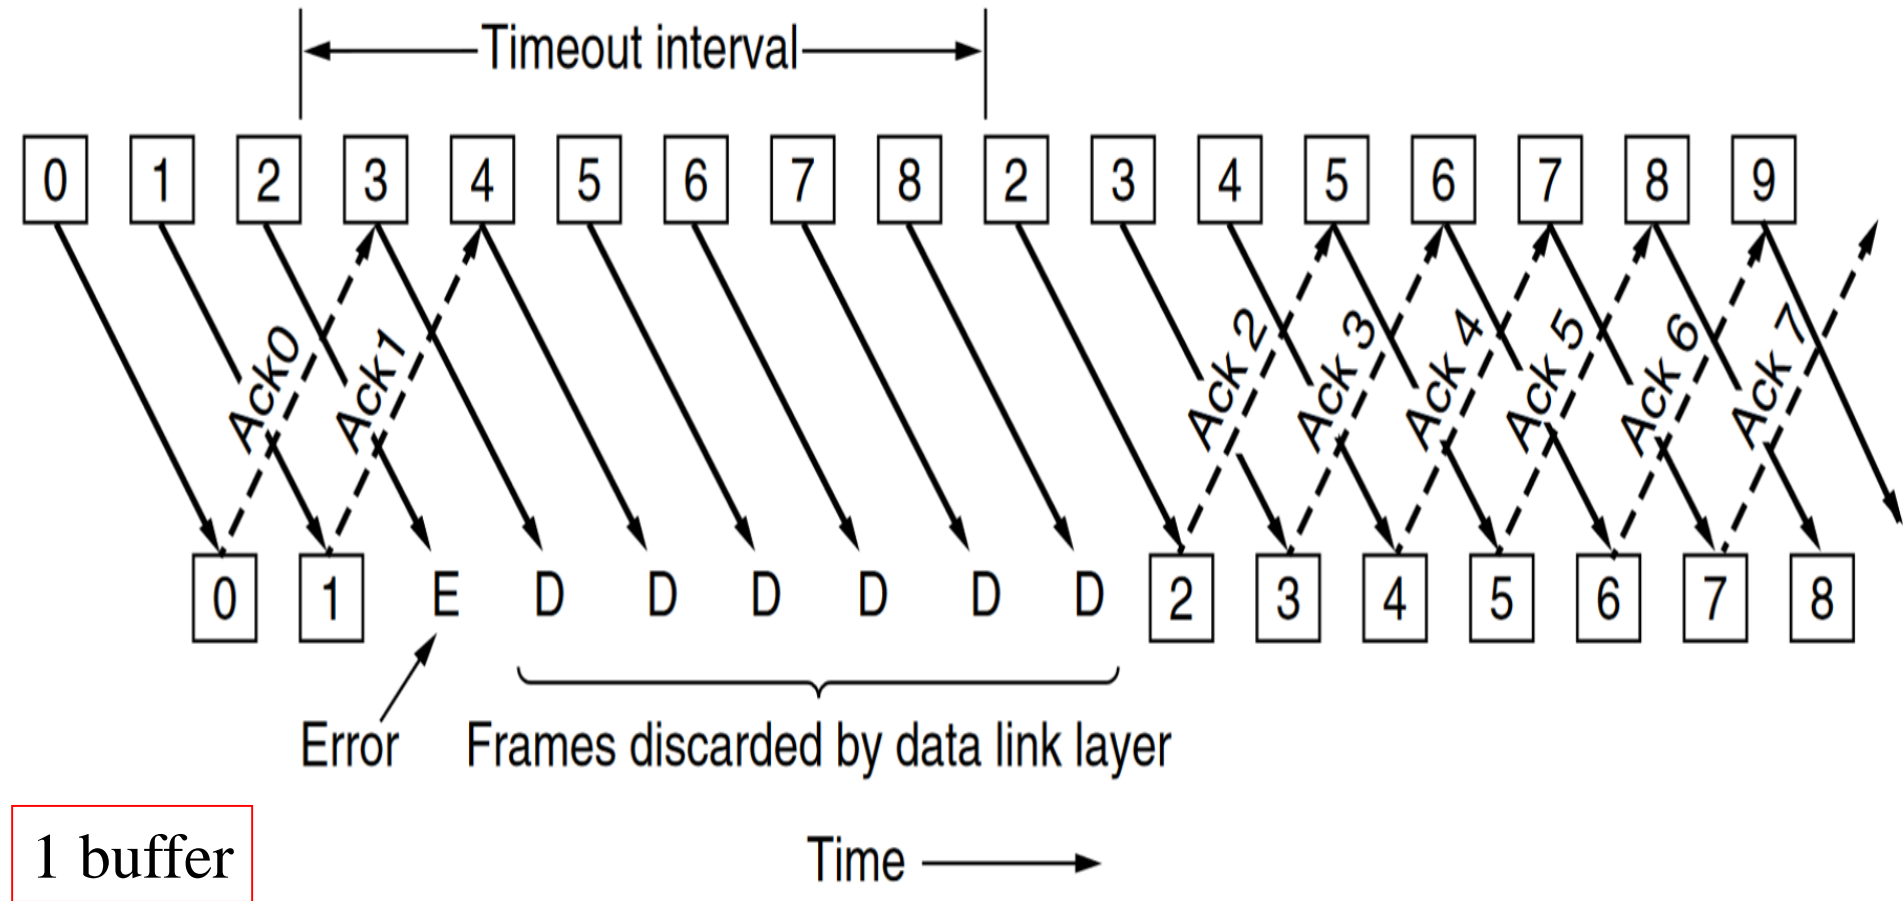 Timeout interval
0 1 2 3 4 5 6 7 8 2 3 4 5 6 7 8 9
Ack0 Ack1 Ack 2 Ack 3 Ack 4 Ack 5 Ack 6 Ack 7
0 1 E D D D D D D 2 3 4 5 6 7 8
Error Frames discarded by data link layer
1 buffer
Time